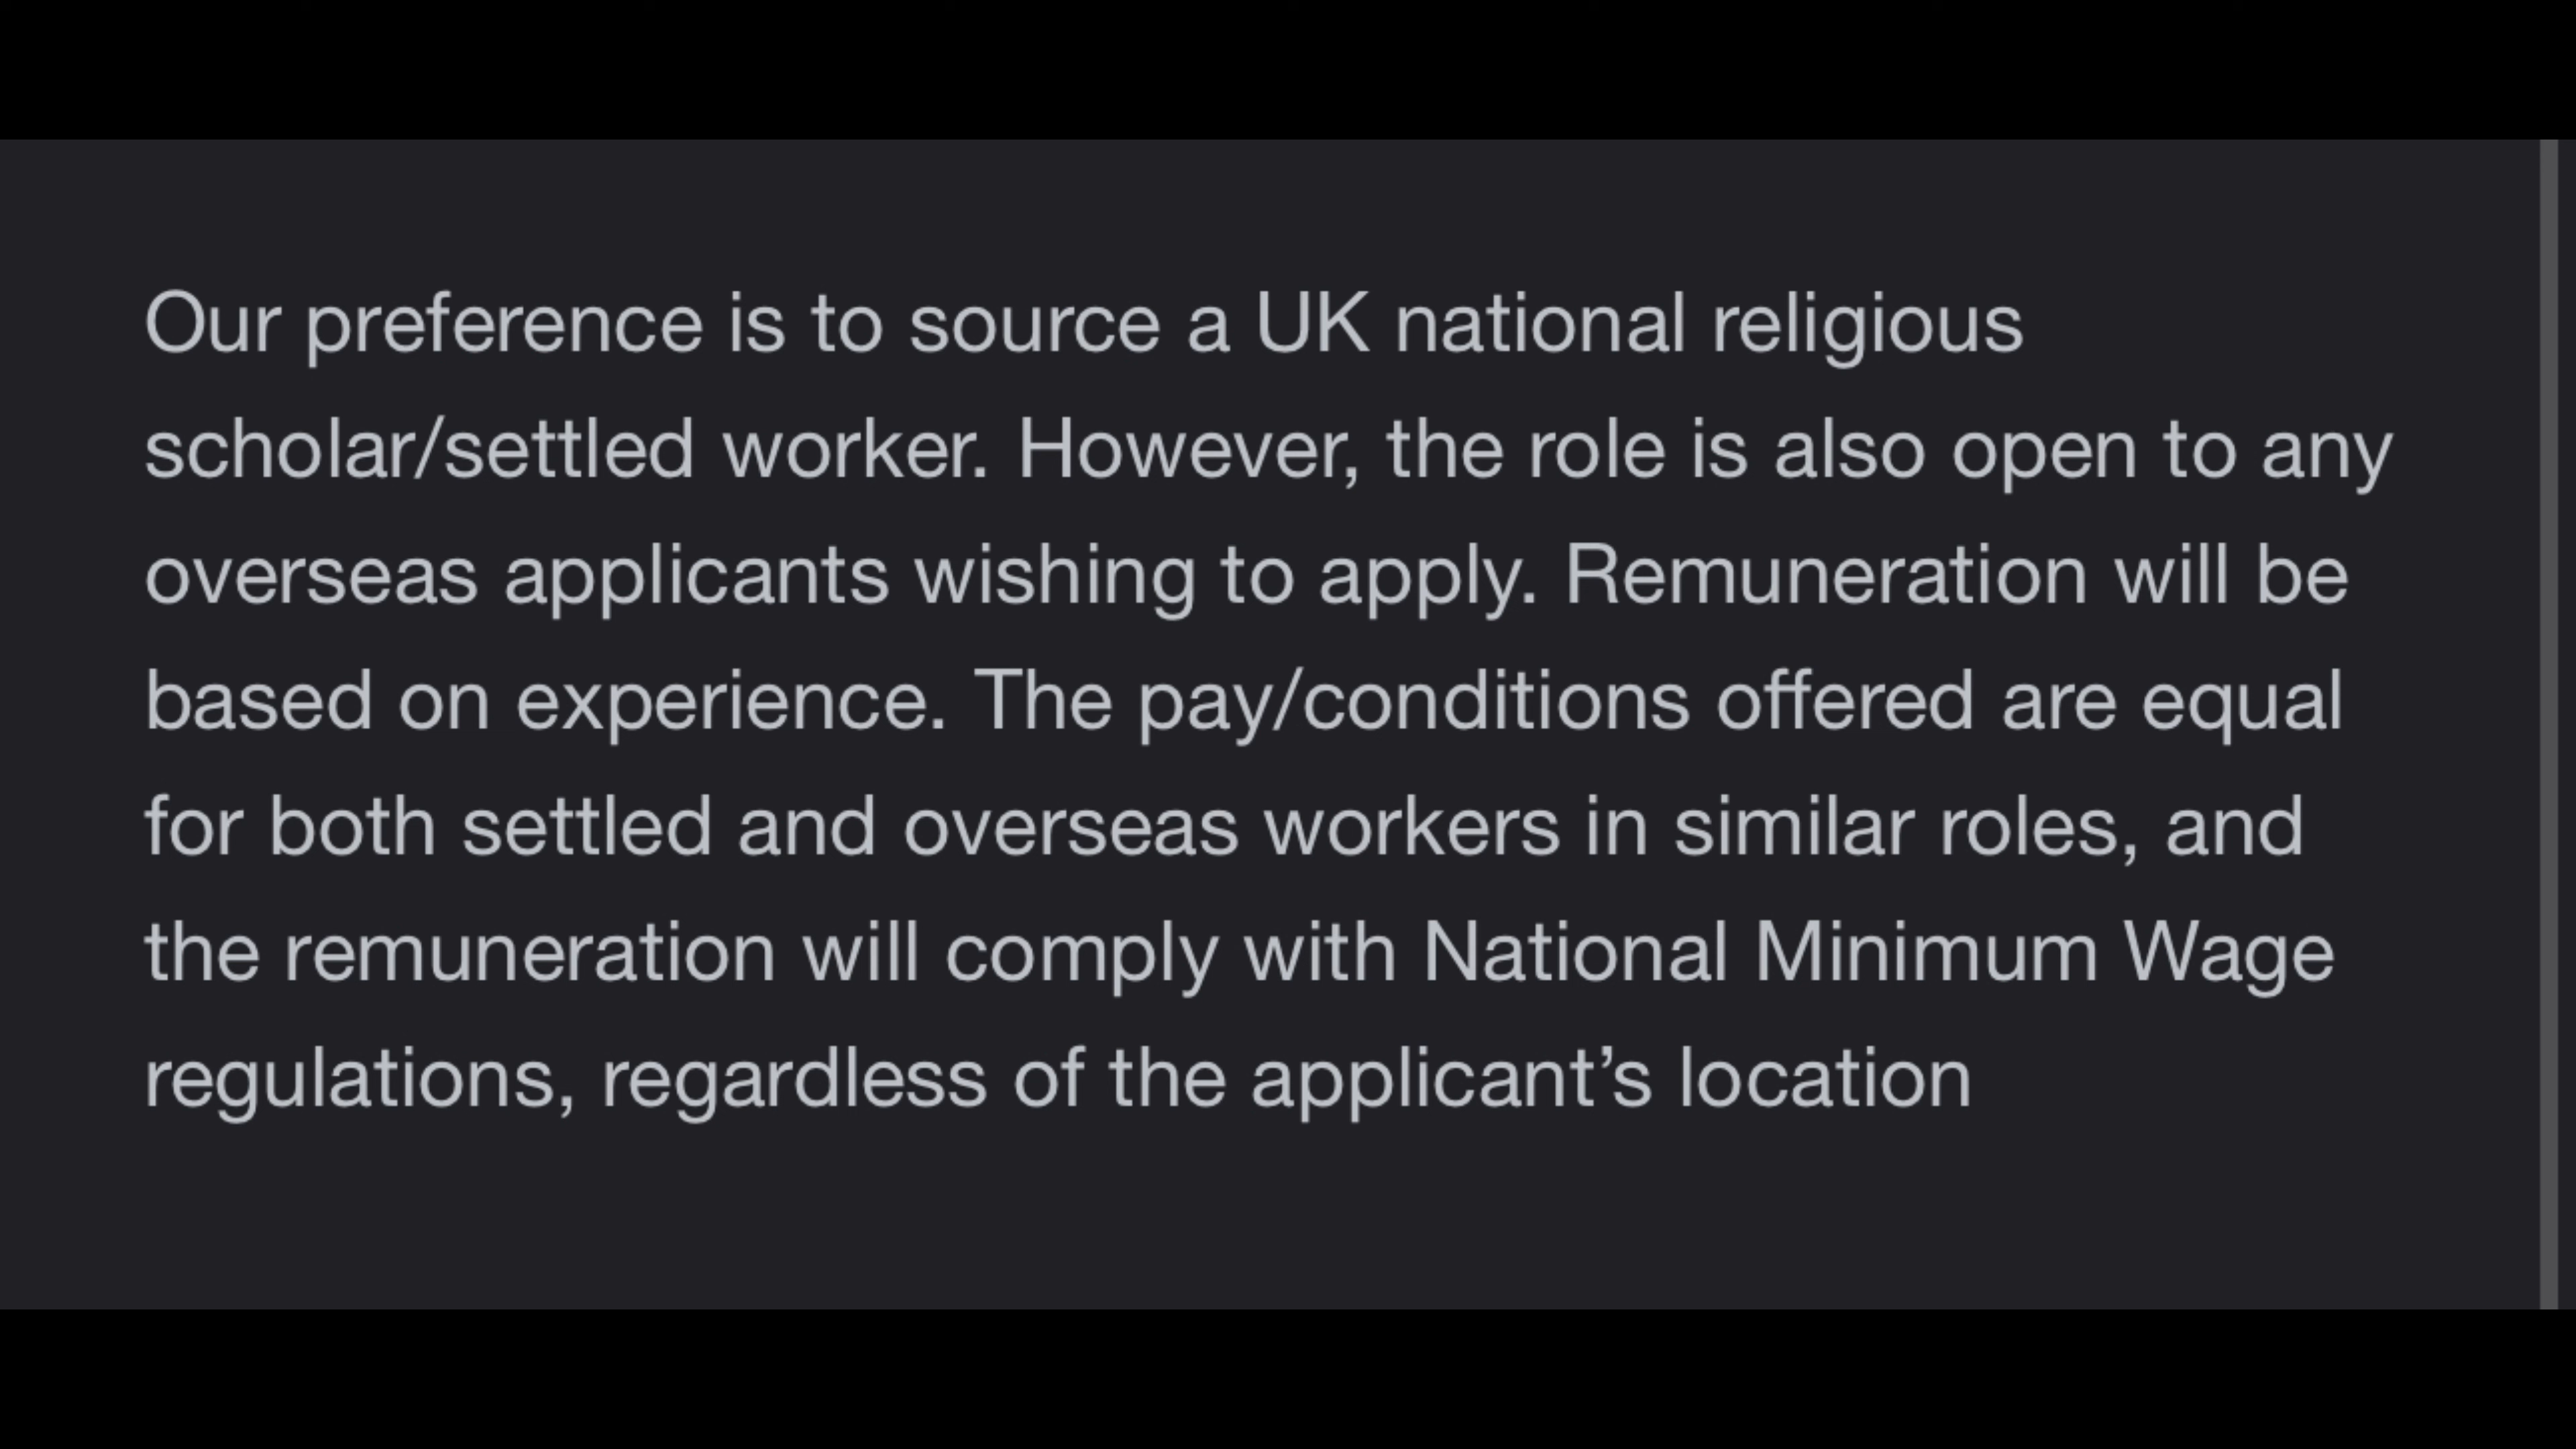 Our preference is to source a UK national religious
scholar/settled worker. However, the role is also open to any
overseas applicants wishing to apply. Remuneration will be
based on experience. The pay/conditions offered are equal
for both settled and overseas workers in similar roles, and
the remuneration will comply with National Minimum Wage
regulations, regardless of the applicant’s location